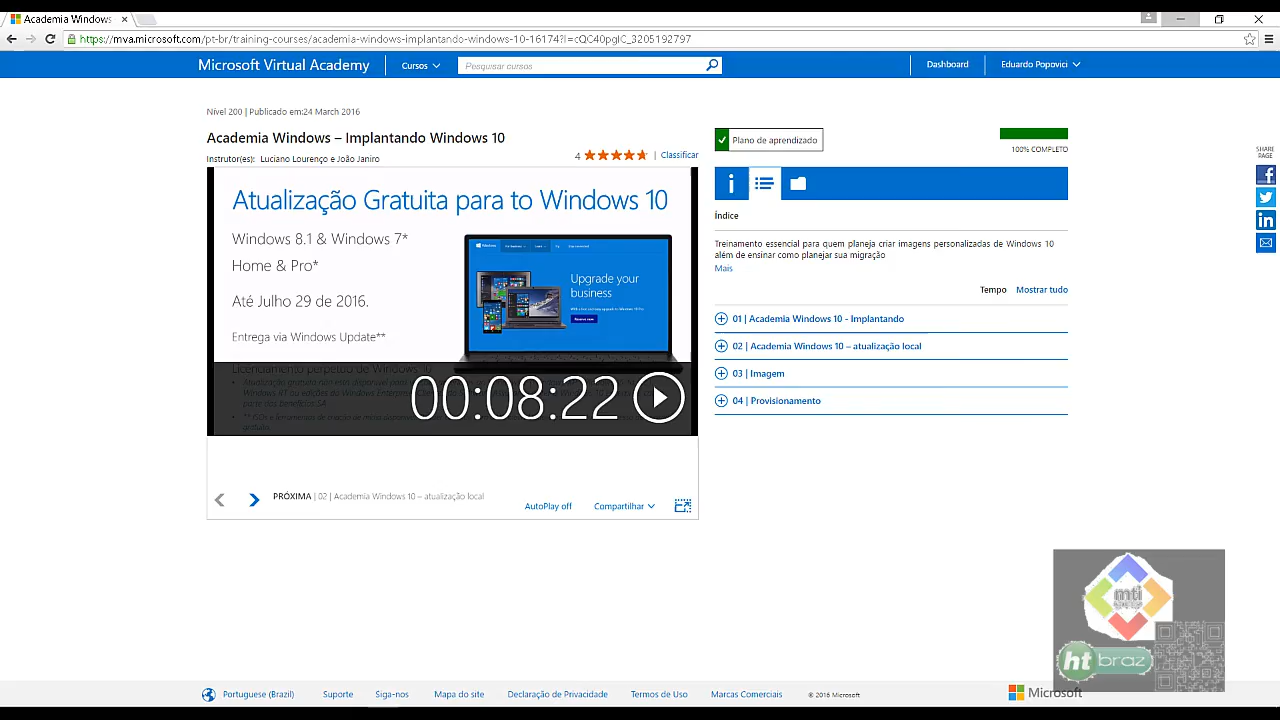 Academia Windows
https://mva.microsoft.com/pt-br/training-courses/academia-windows-implantando-windows-10-16174?l=cQC40pgIC_3205192797
Microsoft Virtual Academy
Cursos
Pesquisar cursos
Dashboard
Eduardo Popovici
Nível 200 | Publicado em:24 March 2016
Academia Windows – Implantando Windows 10
Instrutor(es): Luciano Lourenço e João Janiro
4
| Classificar
Atualização Gratuita para to Windows 10
Windows 8.1 & Windows 7*
Home & Pro*
Até Julho 29 de 2016.
Entrega via Windows Update**
Licenciamento perpetuo de Windows 10
Upgrade your
business
00:08:22
PRÓXIMA | 02 | Academia Windows 10 – atualização local
AutoPlay off
Compartilhar
Plano de aprendizado
100% COMPLETO
Índice
Treinamento essencial para quem planeja criar imagens personalizadas de Windows 10
além de ensinar como planejar sua migração
Mais
Tempo
Mostrar tudo
01 | Academia Windows 10 - Implantando
02 | Academia Windows 10 – atualização local
03 | Imagem
04 | Provisionamento
SHARE
PAGE
mti
ht braz
Portuguese (Brazil)
Suporte
Siga-nos
Mapa do site
Declaração de Privacidade
Termos de Uso
Marcas Comerciais
© 2016 Microsoft
Microsoft